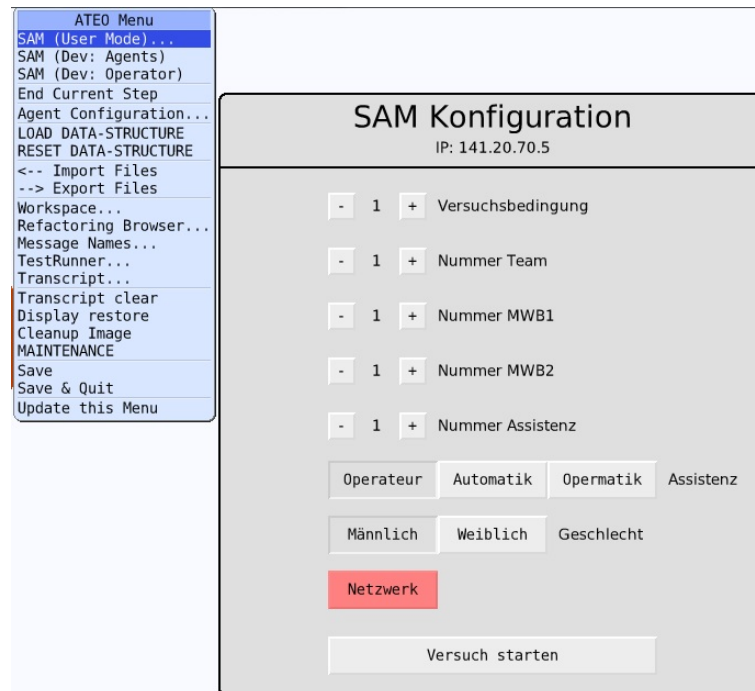 ATEO Menu
SAM (User Mode)...
SAM (Dev: Agents)
SAM (Dev: Operator)
End Current Step
Agent Configuration...
LOAD DATA-STRUCTURE
RESET DATA-STRUCTURE
<-- Import Files
--> Export Files
Workspace...
Refactoring Browser...
Message Names...
TestRunner...
Transcript...
Transcript clear
Display restore
Cleanup Image
MAINTENANCE
Save
Save & Quit
Update this Menu
SAM Konfiguration
IP: 141.20.70.5
- 1 + Versuchsbedingung
- 1 + Nummer Team
- 1 + Nummer MWB1
- 1 + Nummer MWB2
- 1 + Nummer Assistenz
Operateur Automatik Opermatik Assistenz
Männlich Weiblich Geschlecht
Netzwerk
Versuch starten